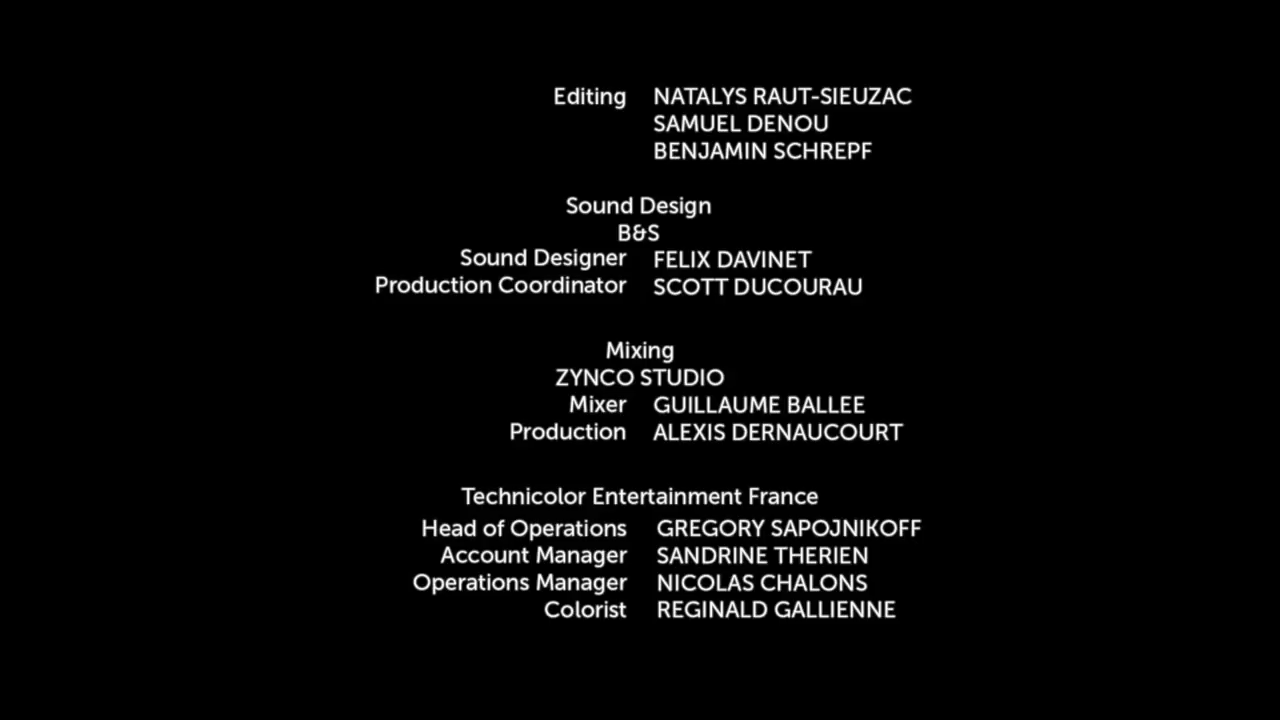 Editing NATALYS RAUT-SIEUZAC
SAMUEL DENOU
BENJAMIN SCHREPF
Sound Design
B&S
Sound Designer FELIX DAVINET
Production Coordinator SCOTT DUCOURAU
Mixing
ZYNCO STUDIO
Mixer GUILLAUME BALLEE
Production ALEXIS DERNAUCOURT
Technicolor Entertainment France
Head of Operations GREGORY SAPOJNIKOFF
Account Manager SANDRINE THERIEN
Operations Manager NICOLAS CHALONS
Colorist REGINALD GALLIENNE